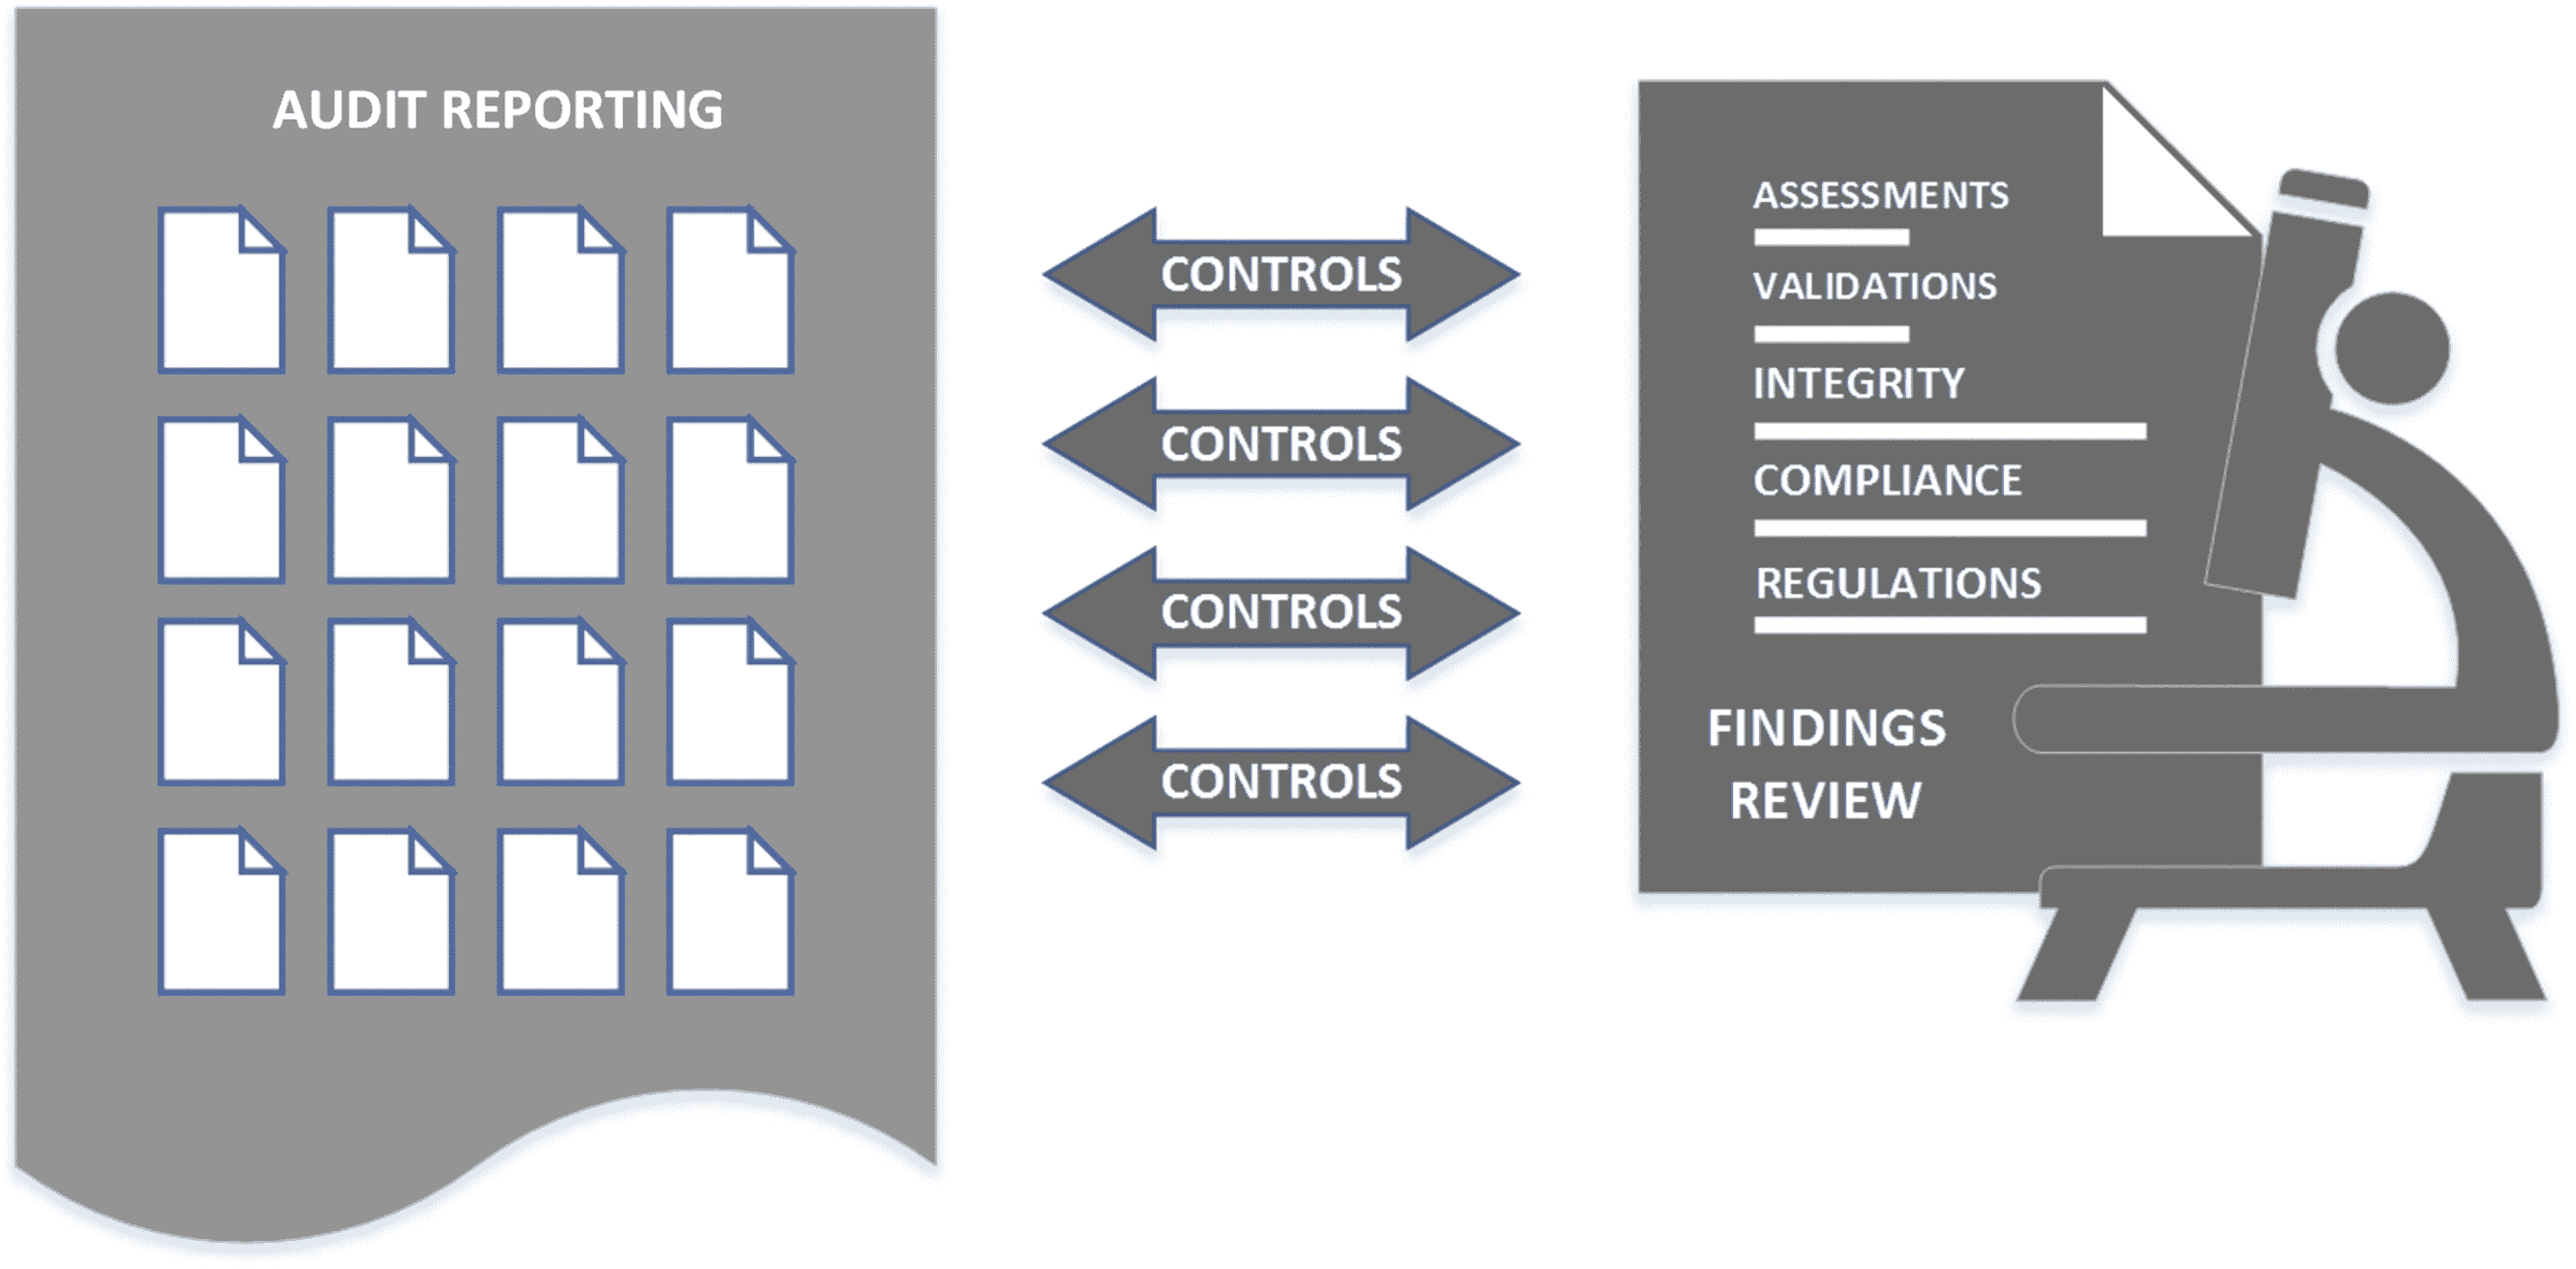 AUDIT REPORTING
CONTROLS
CONTROLS
CONTROLS
CONTROLS
ASSESSMENTS
VALIDATIONS
INTEGRITY
COMPLIANCE
REGULATIONS
FINDINGS
REVIEW